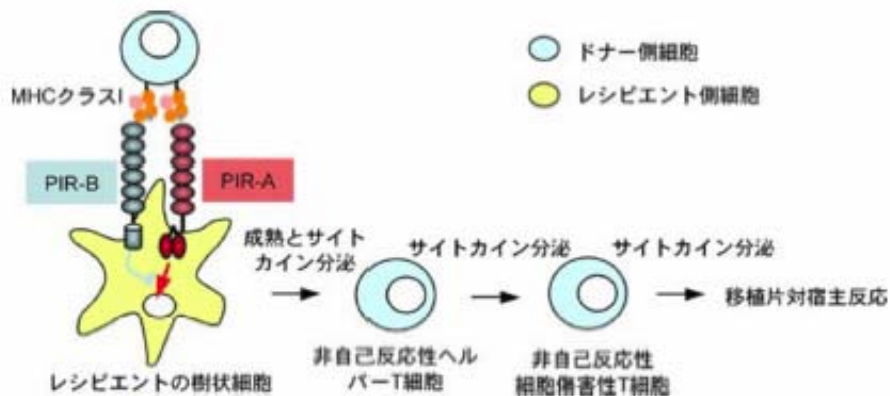 ドナー側細胞
MHCクラスI
レシピエント側細胞
PIR-B
PIR-A
成熟とサイト
カイン分泌
サイトカイン分泌
サイトカイン分泌
移植片対宿主反応
レシピエントの樹状細胞
非自己反応性ヘル
パーT細胞
非自己反応性
細胞傷害性T細胞